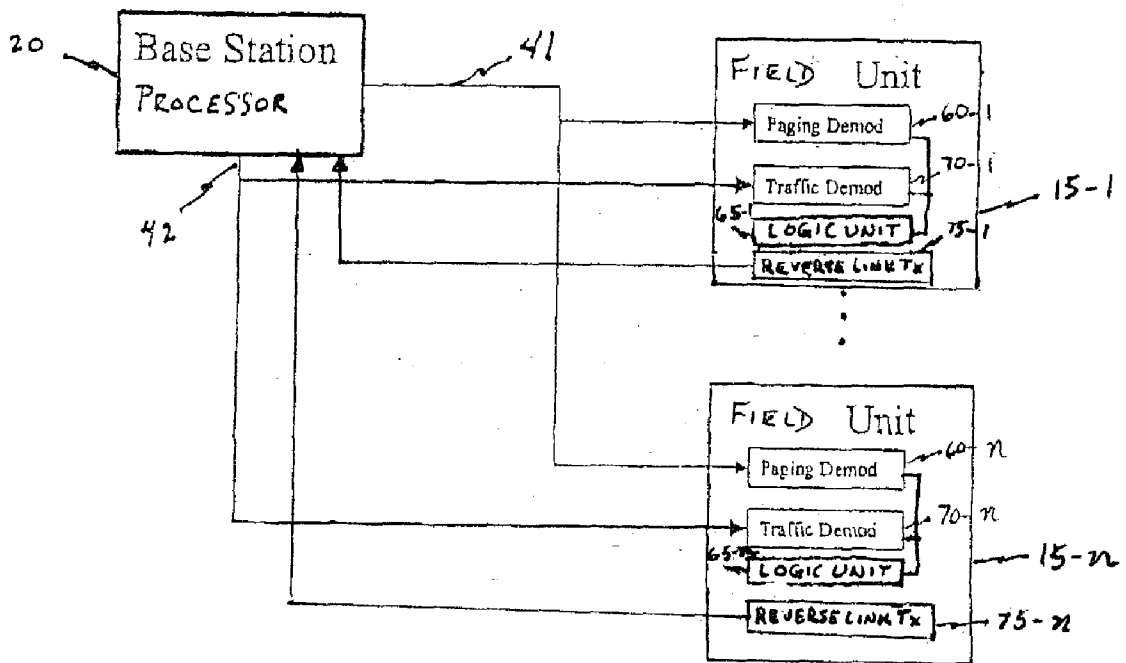 20
Base Station
PROCESSOR
41
42
FIELD Unit
Paging Demod
60-1
Traffic Demod
70-1
65-1
LOGIC UNIT
75-1
REVERSE LINK TX
15-1
FIELD Unit
Paging Demod
60-n
Traffic Demod
70-n
65-n
LOGIC UNIT
REVERSE LINK TX
75-n
15-n